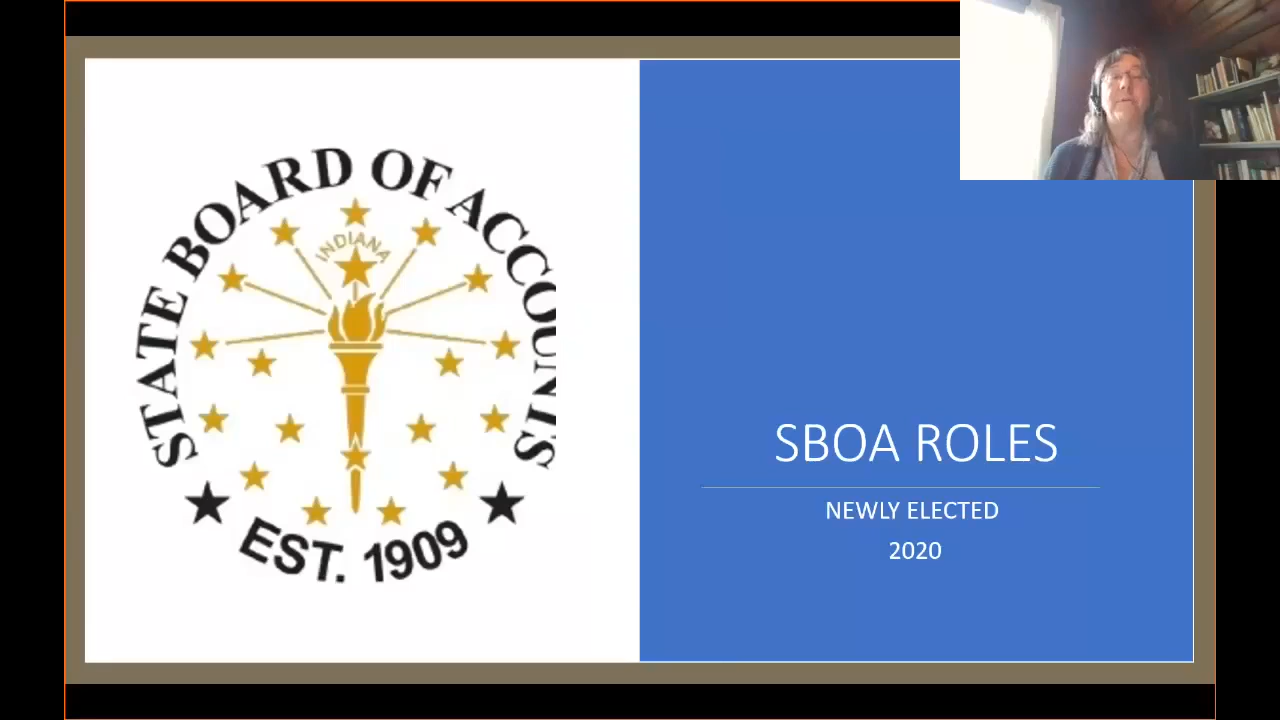 STATE BOARD OF ACCOUNTS
INDIANA
EST. 1909
SBOA ROLES
NEWLY ELECTED
2020